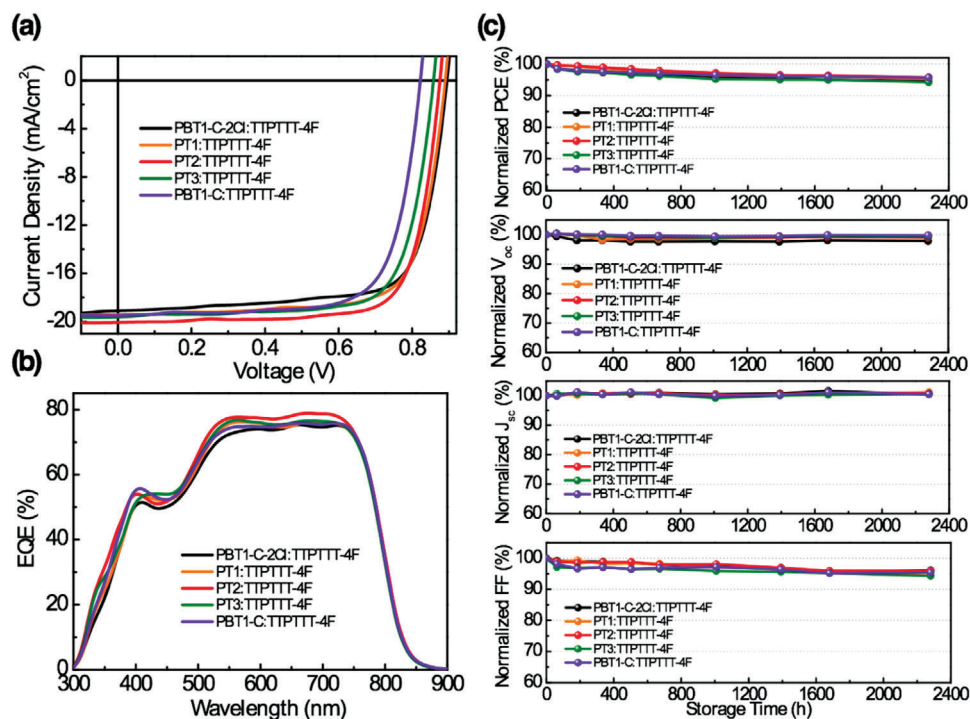 (a)
Current Density (mA/cm²)
0
-4
-8
-12
-16
-20
PBT1-C-2Cl:TTPTTT-4F
PT1:TTPTTT-4F
PT2:TTPTTT-4F
PT3:TTPTTT-4F
PBT1-C:TTPTTT-4F
0.0 0.2 0.4 0.6 0.8
Voltage (V)
(b)
EQE (%)
80
60
40
20
0
PBT1-C-2Cl:TTPTTT-4F
PT1:TTPTTT-4F
PT2:TTPTTT-4F
PT3:TTPTTT-4F
PBT1-C:TTPTTT-4F
300 400 500 600 700 800 900
Wavelength (nm)
(c)
Normalized PCE (%)
100
90
80
70
60
PBT1-C-2Cl:TTPTTT-4F
PT1:TTPTTT-4F
PT2:TTPTTT-4F
PT3:TTPTTT-4F
PBT1-C:TTPTTT-4F
0 400 800 1200 1600 2000 2400
Normalized Voc (%)
100
90
80
70
60
PBT1-C-2Cl:TTPTTT-4F
PT1:TTPTTT-4F
PT2:TTPTTT-4F
PT3:TTPTTT-4F
PBT1-C:TTPTTT-4F
0 400 800 1200 1600 2000 2400
Normalized Jsc (%)
100
90
80
70
60
PBT1-C-2Cl:TTPTTT-4F
PT1:TTPTTT-4F
PT2:TTPTTT-4F
PT3:TTPTTT-4F
PBT1-C:TTPTTT-4F
0 400 800 1200 1600 2000 2400
Normalized FF (%)
100
90
80
70
60
PBT1-C-2Cl:TTPTTT-4F
PT1:TTPTTT-4F
PT2:TTPTTT-4F
PT3:TTPTTT-4F
PBT1-C:TTPTTT-4F
0 400 800 1200 1600 2000 2400
Storage Time (h)